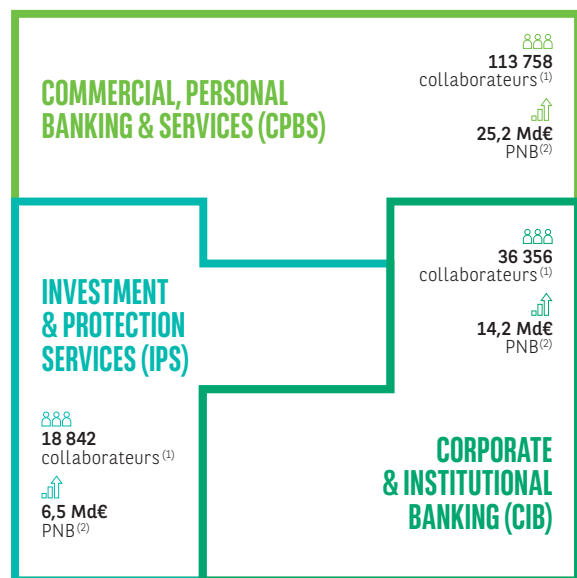 COMMERCIAL, PERSONAL
BANKING & SERVICES (CPBS)
113 758
collaborateurs (1)
25,2 Md€
PNB(2)
INVESTMENT
& PROTECTION
SERVICES (IPS)
18 842
collaborateurs (1)
6,5 Md€
PNB(2)
36 356
collaborateurs (1)
14,2 Md€
PNB(2)
CORPORATE
& INSTITUTIONAL
BANKING (CIB)